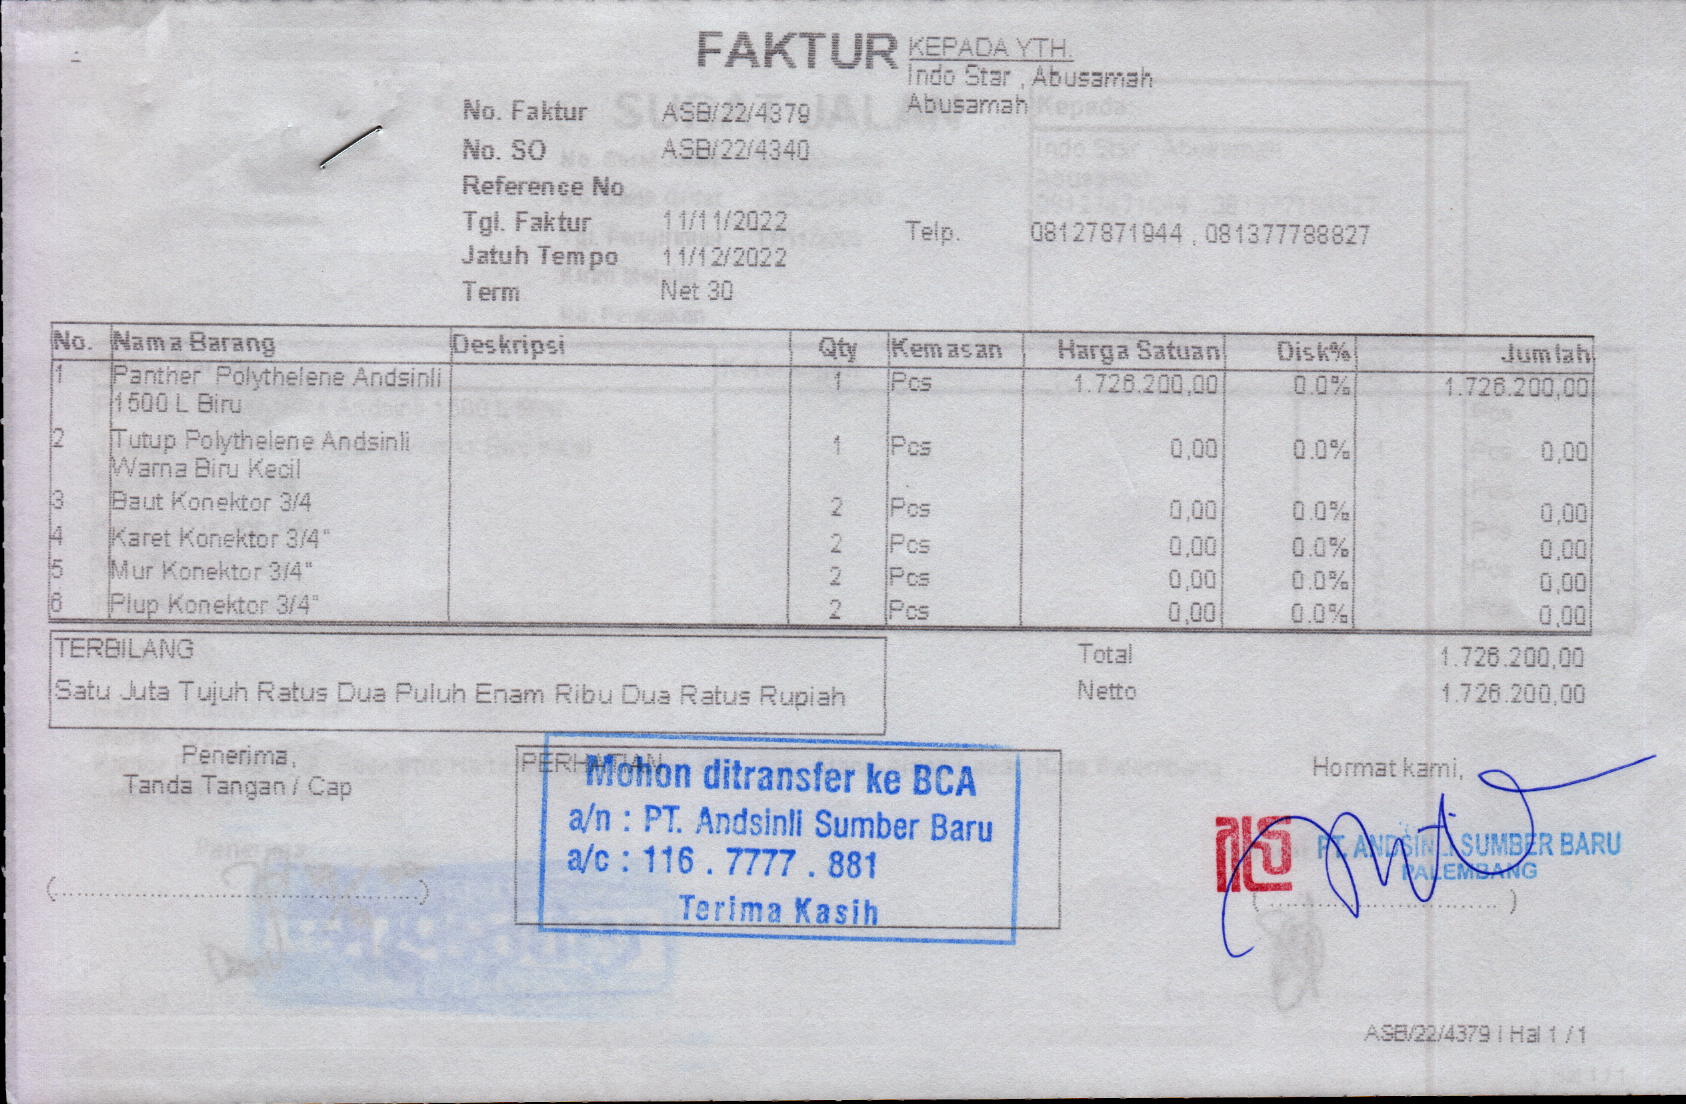 FAKTUR
KEPADA YTH.
Indo Star , Abusamah
Abusamah
No. Faktur ASB/22/4379
No. SO ASB/22/4340
Reference No
Tgl. Faktur 11/11/2022
Jatuh Tempo 11/12/2022
Term Net 30
Telp. 08127871944 , 081377788827
No. Nama Barang Deskripsi Qty Kemasan Harga Satuan Disk% Jumlah
1 Panther Polythelene Andsinli 1 Pcs 1.726.200,00 0.0% 1.726.200,00
1500 L Biru
2 Tutup Polythelene Andsinli 1 Pcs 0,00 0.0% 0,00
Warna Biru Kecil
3 Baut Konektor 3/4 2 Pcs 0,00 0.0% 0,00
4 Karet Konektor 3/4" 2 Pcs 0,00 0.0% 0,00
5 Mur Konektor 3/4" 2 Pcs 0,00 0.0% 0,00
6 Plup Konektor 3/4" 2 Pcs 0,00 0.0% 0,00
TERBILANG
Satu Juta Tujuh Ratus Dua Puluh Enam Ribu Dua Ratus Rupiah
Total 1.726.200,00
Netto 1.726.200,00
Penerima,
Tanda Tangan / Cap
PERHATIAN
Mohon ditransfer ke BCA
a/n : PT. Andsinli Sumber Baru
a/c : 116 . 7777 . 881
Terima Kasih
Hormat kami,
PT. ANDSINLI SUMBER BARU
PALEMBANG
ASB/22/4379 | Hal 1 / 1